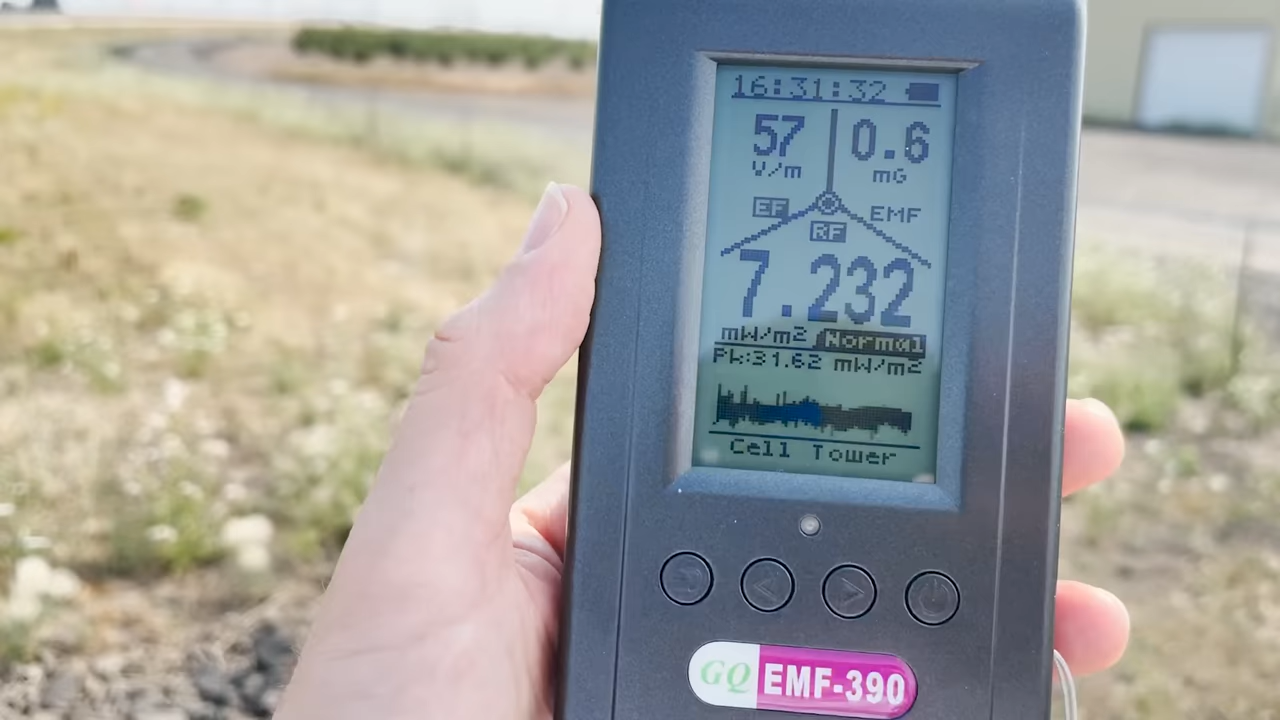 16:31:32
57 0.6
V/m mG
EF EMF
RF
7.232
mW/m2 Normal
Pk:31.62 mW/m2
Cell Tower
GQ EMF-390